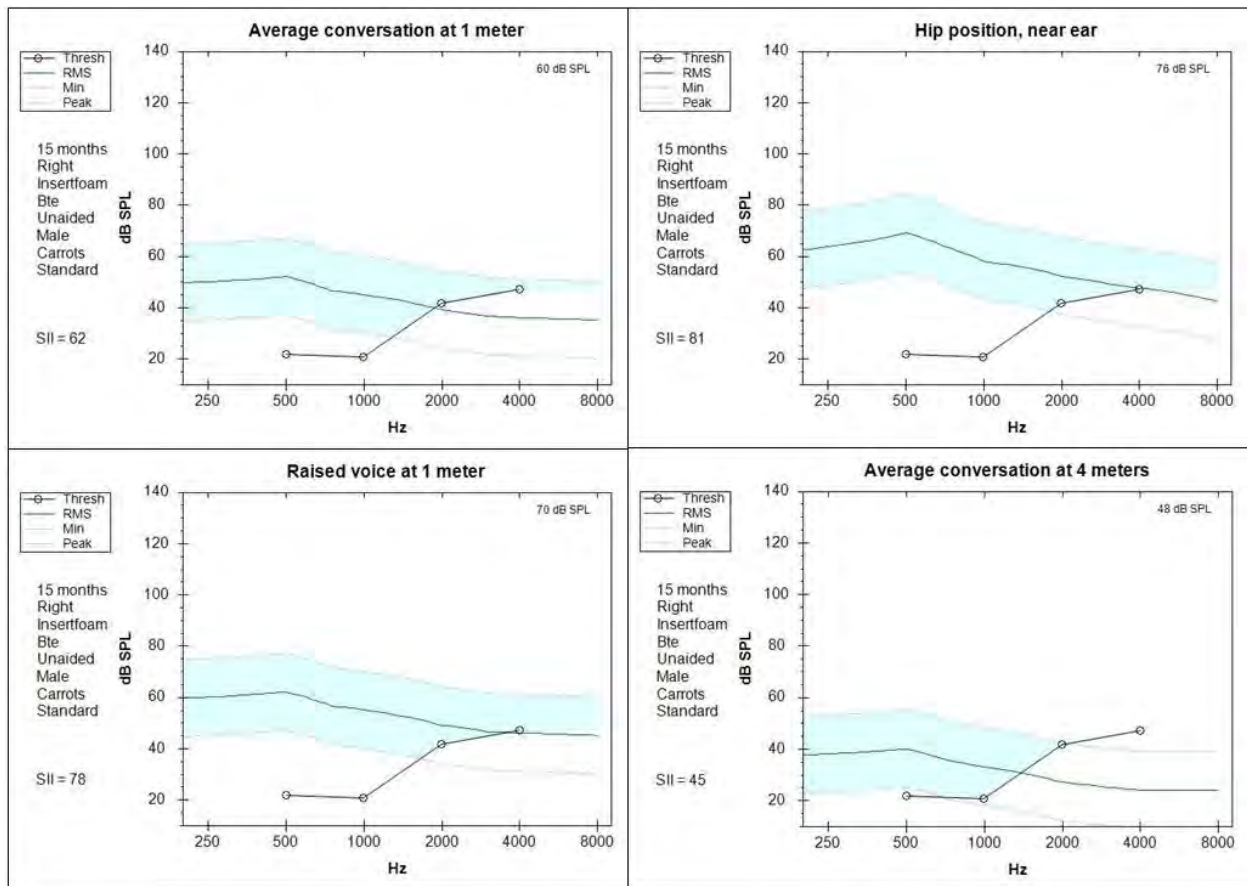 Average conversation at 1 meter
Thresh
RMS
Min
Peak
60 dB SPL
15 months
Right
Insertfoam
Bte
Unaided
Male
Carrots
Standard
SII = 62
dB SPL
140
120
100
80
60
40
20
250 500 1000 2000 4000 8000
Hz
Hip position, near ear
Thresh
RMS
Min
Peak
76 dB SPL
15 months
Right
Insertfoam
Bte
Unaided
Male
Carrots
Standard
SII = 81
dB SPL
140
120
100
80
60
40
20
250 500 1000 2000 4000 8000
Hz
Raised voice at 1 meter
Thresh
RMS
Min
Peak
70 dB SPL
15 months
Right
Insertfoam
Bte
Unaided
Male
Carrots
Standard
SII = 78
dB SPL
140
120
100
80
60
40
20
250 500 1000 2000 4000 8000
Hz
Average conversation at 4 meters
Thresh
RMS
Min
Peak
48 dB SPL
15 months
Right
Insertfoam
Bte
Unaided
Male
Carrots
Standard
SII = 45
dB SPL
140
120
100
80
60
40
20
250 500 1000 2000 4000 8000
Hz